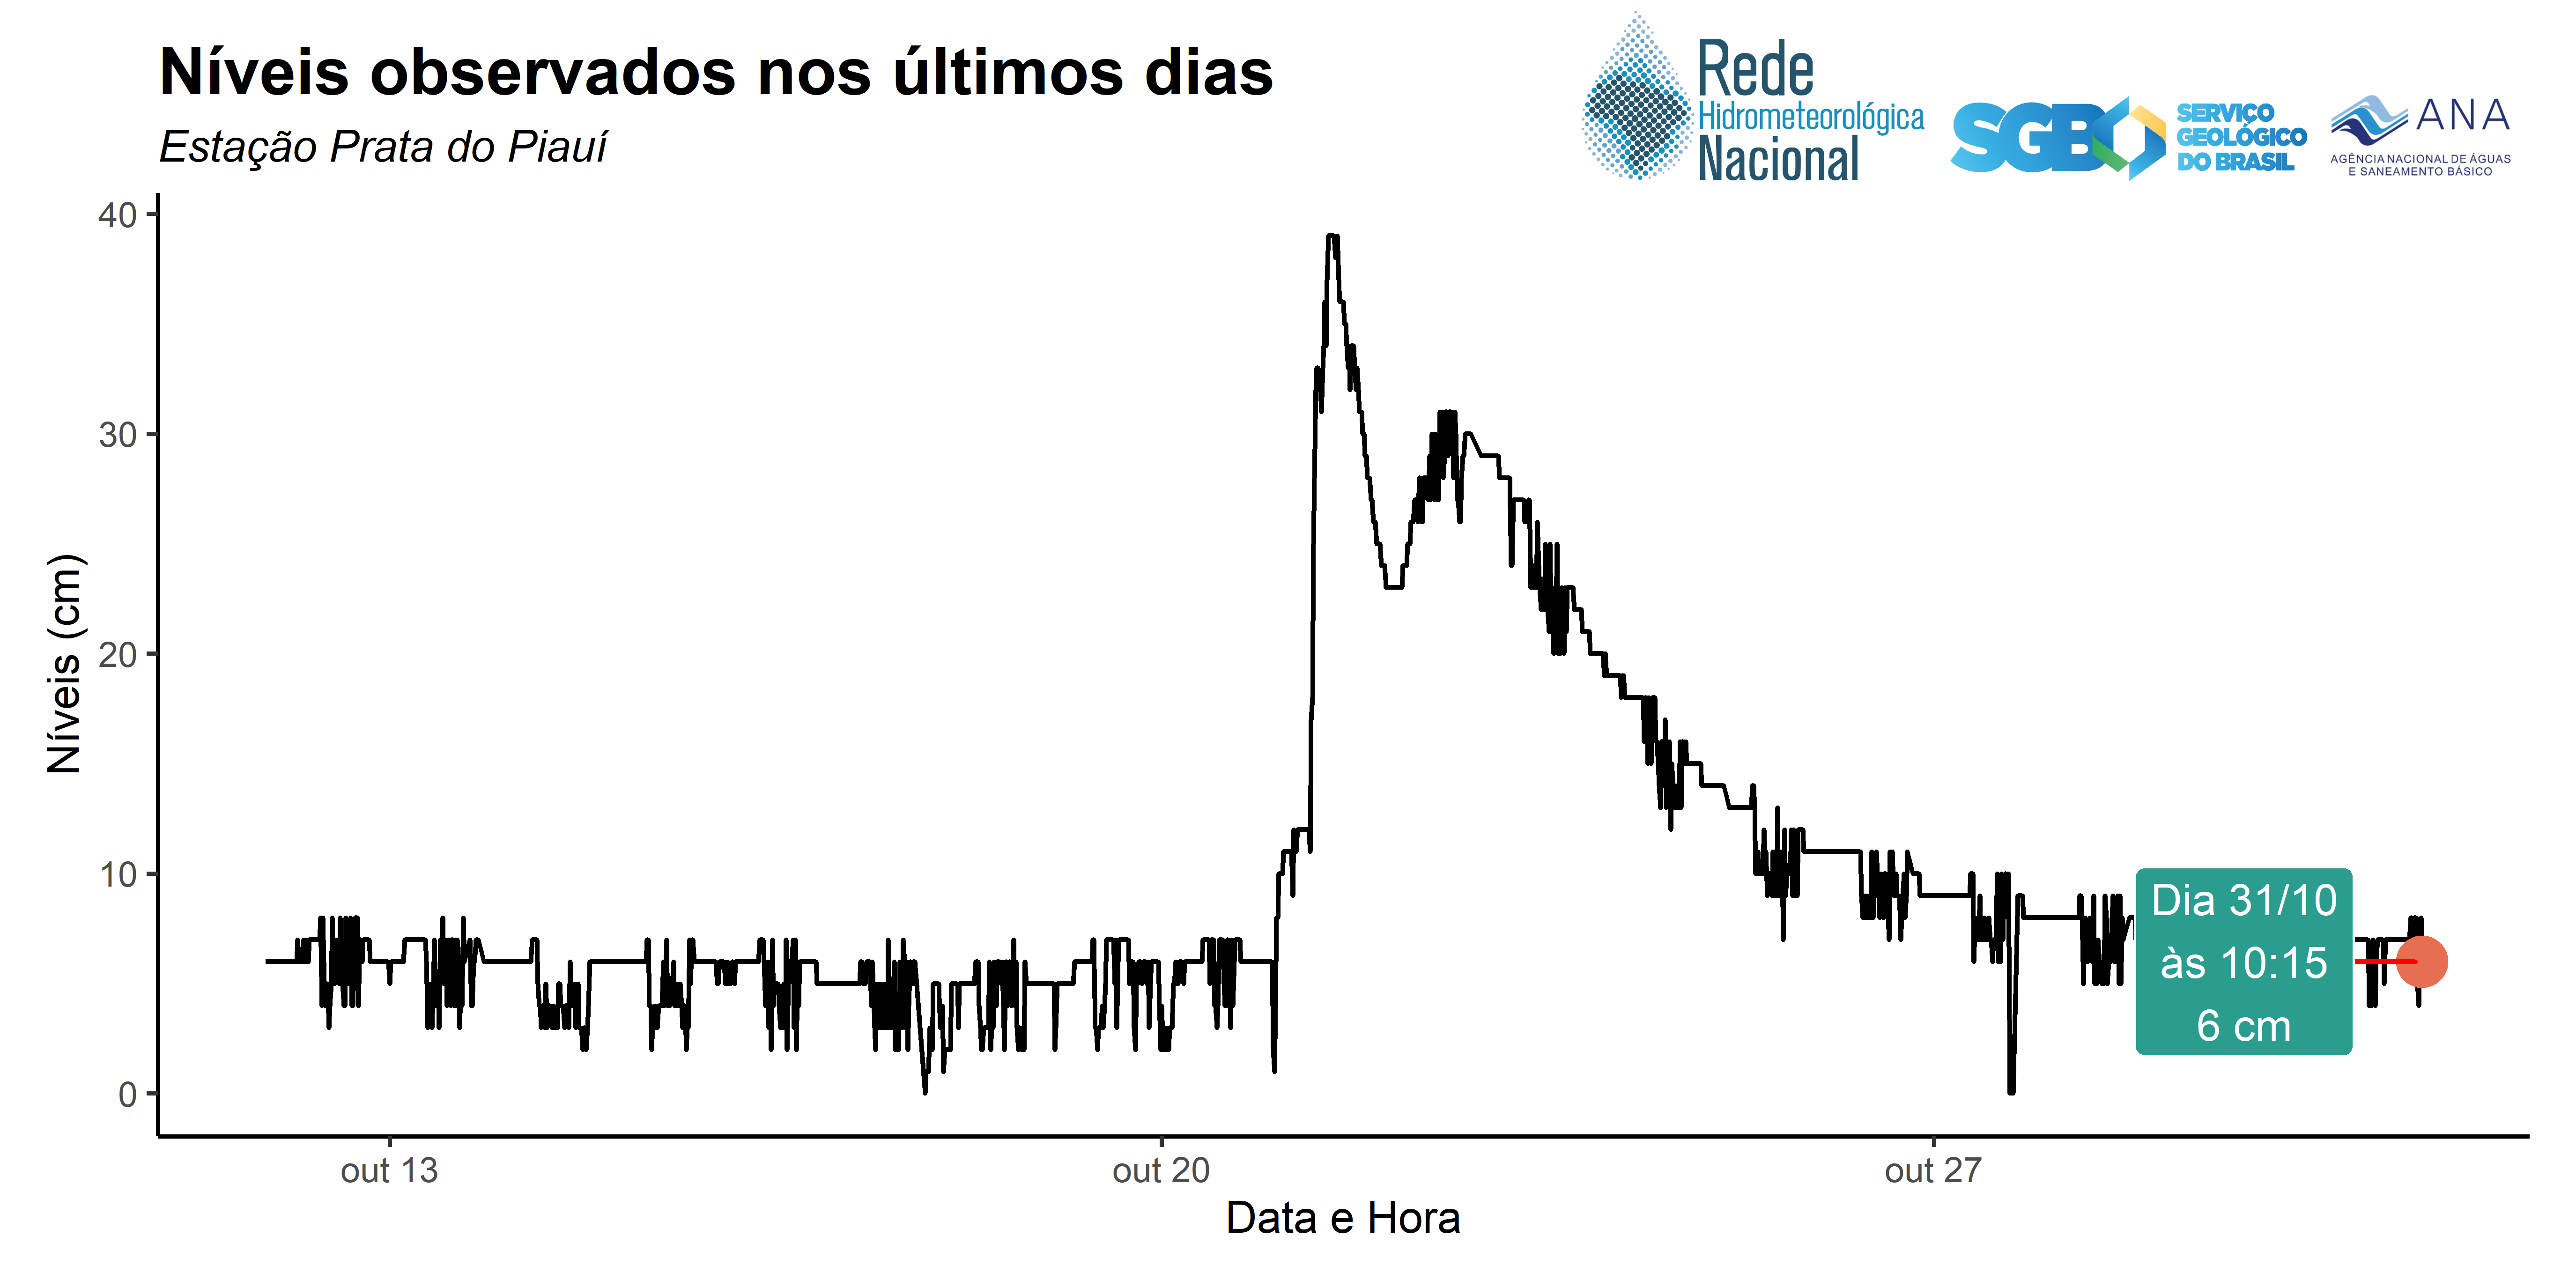 Níveis observados nos últimos dias
Estação Prata do Piauí
Rede
Hidrometeorológica
Nacional
SGB
SERVIÇO
GEOLÓGICO
DO BRASIL
ANA
AGÊNCIA NACIONAL DE ÁGUAS
E SANEAMENTO BÁSICO
Níveis (cm)
40
30
20
10
0
Dia 31/10
às 10:15
6 cm
out 13
out 20
out 27
Data e Hora